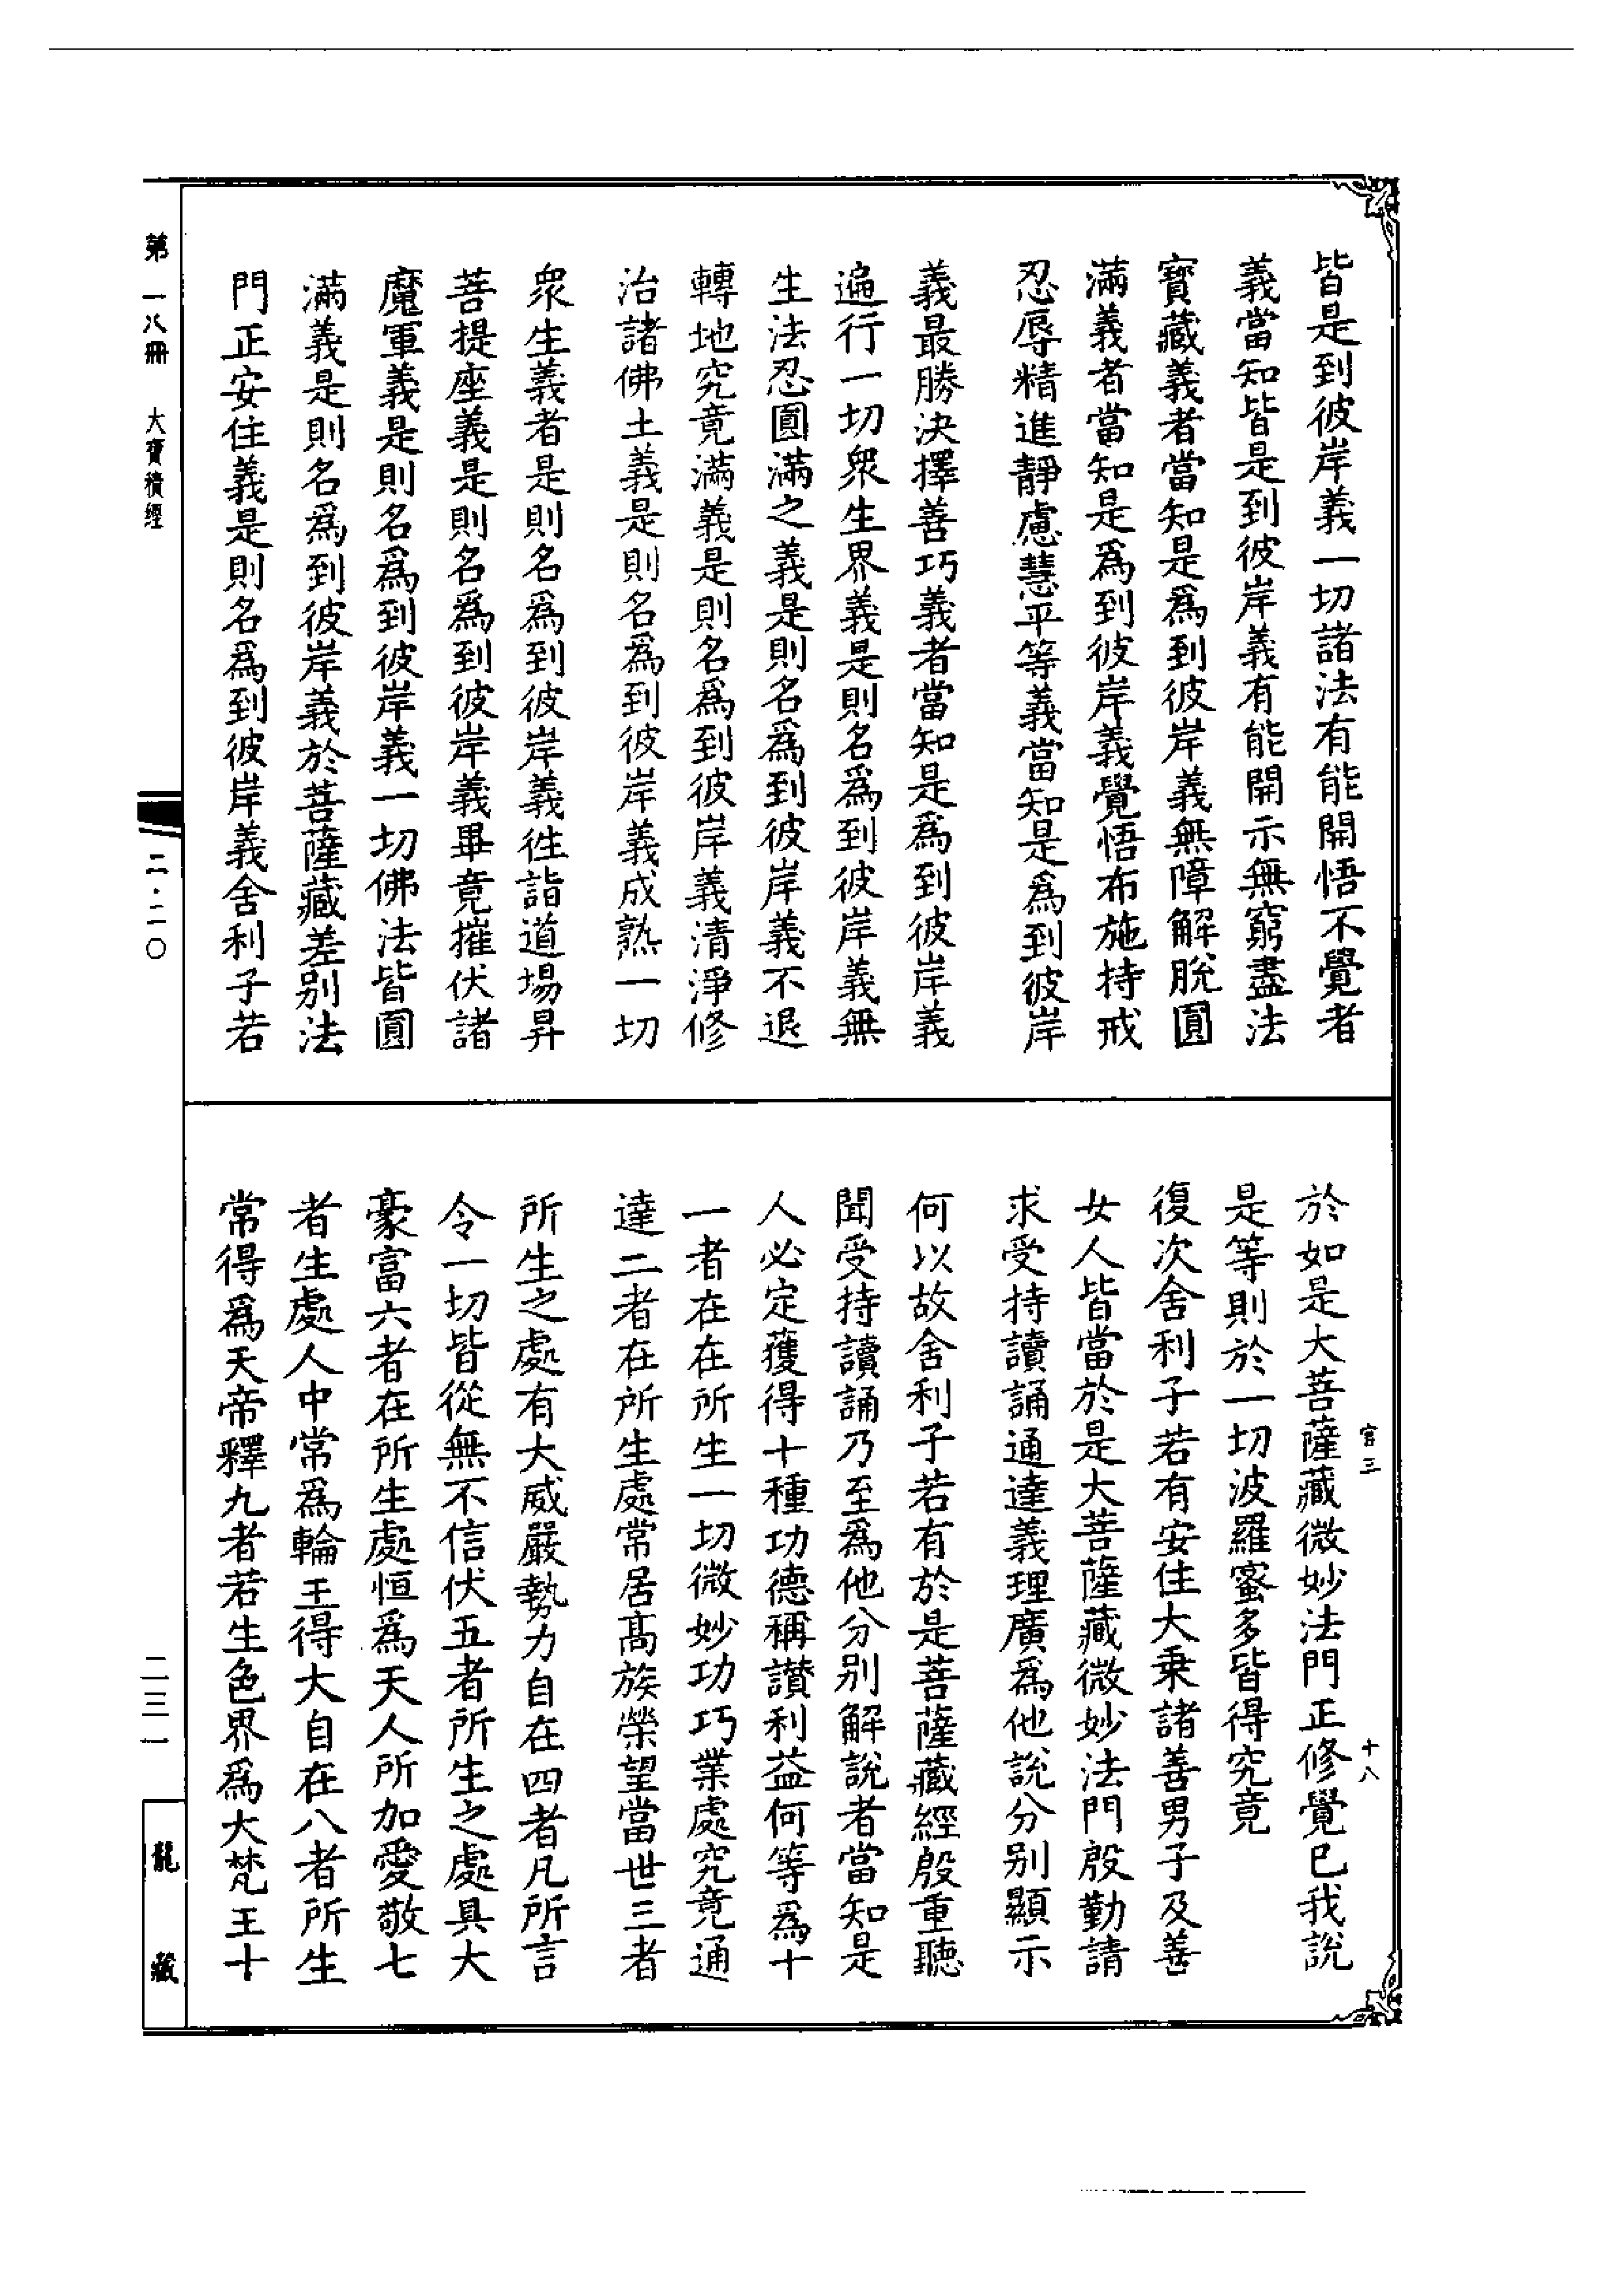 皆是到彼岸義一切諸法有能開悟不覺者
義當知皆是到彼岸義有能開示無窮盡法
寳藏義者當知是爲到彼岸義無障解脫圓
滿義者當知是爲到彼岸義覺悟布施持戒
忍辱精進靜慮慧平等義當知是爲到彼岸
義最勝決擇善巧義者當知是爲到彼岸義
遍行一切衆生界義是則名爲到彼岸義無
生法忍圓滿之義是則名爲到彼岸義不退
轉地究竟滿義是則名爲到彼岸義清淨修
治諸佛土義是則名爲到彼岸義成熟一切
衆生義者是則名爲到彼岸義徃詣道場昇
菩提座義是則名爲到彼岸義畢竟摧伏諸
魔軍義是則名爲到彼岸義一切佛法皆圓
滿義是則名爲到彼岸義於菩薩藏差别法
門正安住義是則名爲到彼岸義舍利子若
於如是大菩薩藏微妙法門正修覺已我說
是等則於一切波羅蜜多皆得究竟
復次舍利子若有安住大乘諸善男子及善
女人皆當於是大菩薩藏微妙法門殷勤請
求受持讀誦通達義理廣爲他說分别顯示
何以故舍利子若有於是菩薩藏經殷重聽
聞受持讀誦乃至爲他分别解說者當知是
人必定獲得十種功德稱讚利益何等爲十
一者在在所生一切微妙功巧業處究竟通
達二者在所生處常居髙族榮望當世三者
所生之處有大威嚴勢力自在四者凡所言
令一切皆從無不信伏五者所生之處具大
豪富六者在所生處恒爲天人所加愛敬七
者生處人中常爲輪王得大自在八者所生
常得爲天帝釋九者若生色界爲大梵王十
宫三
十八
第一八冊 大寳積經
二·二〇
二三一
龍藏